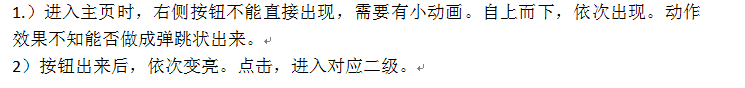 1.）进入主页时，右侧按钮不能直接出现，需要有小动画。自上而下，依次出现。动作
效果不知能否做成弹跳状出来。
2）按钮出来后，依次变亮。点击，进入对应二级。